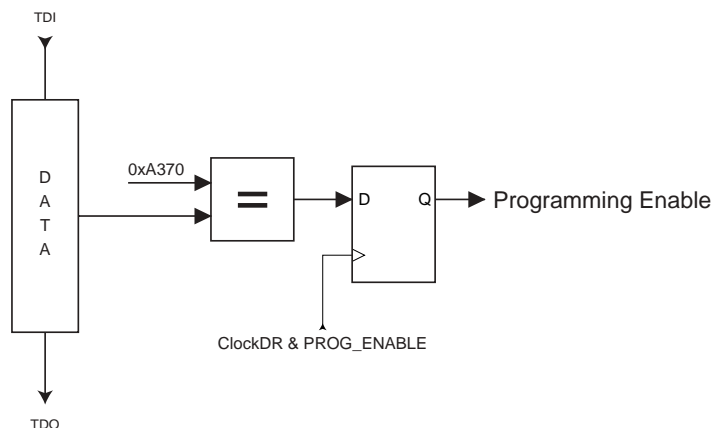 TDI
D
A
T
A
0xA370
=
D
Q
Programming Enable
ClockDR & PROG_ENABLE
TDO